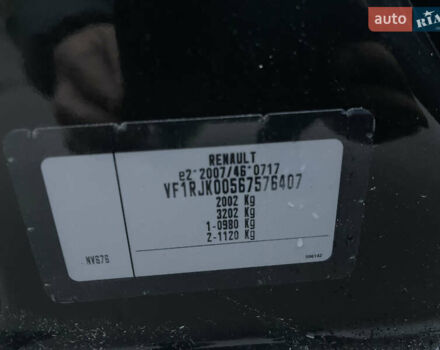 auto RIA
RENAULT
e2*2007/46*0717
VF1RJK00567576407
2002 Kg
3202 Kg
1-0980 Kg
2-1120 Kg
NV676